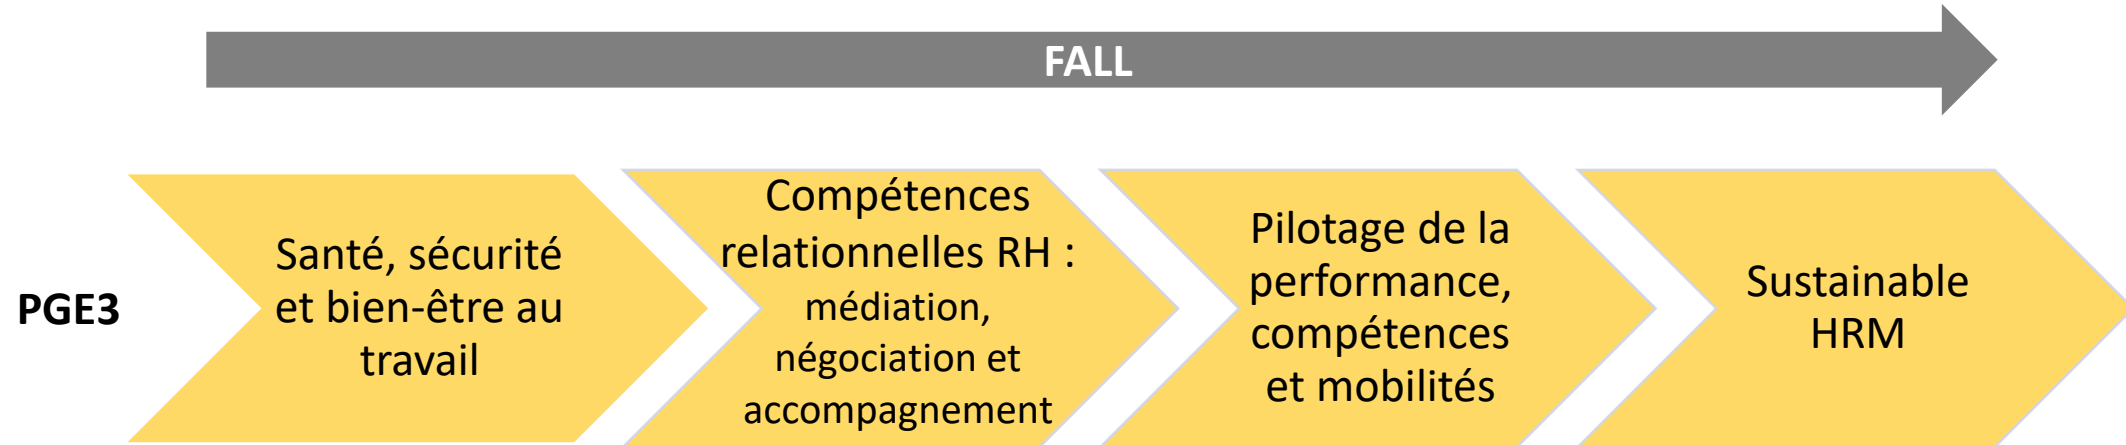 FALL
PGE3
Santé, sécurité
et bien-être au
travail
Compétences
relationnelles RH :
médiation,
négociation et
accompagnement
Pilotage de la
performance,
compétences
et mobilités
Sustainable
HRM